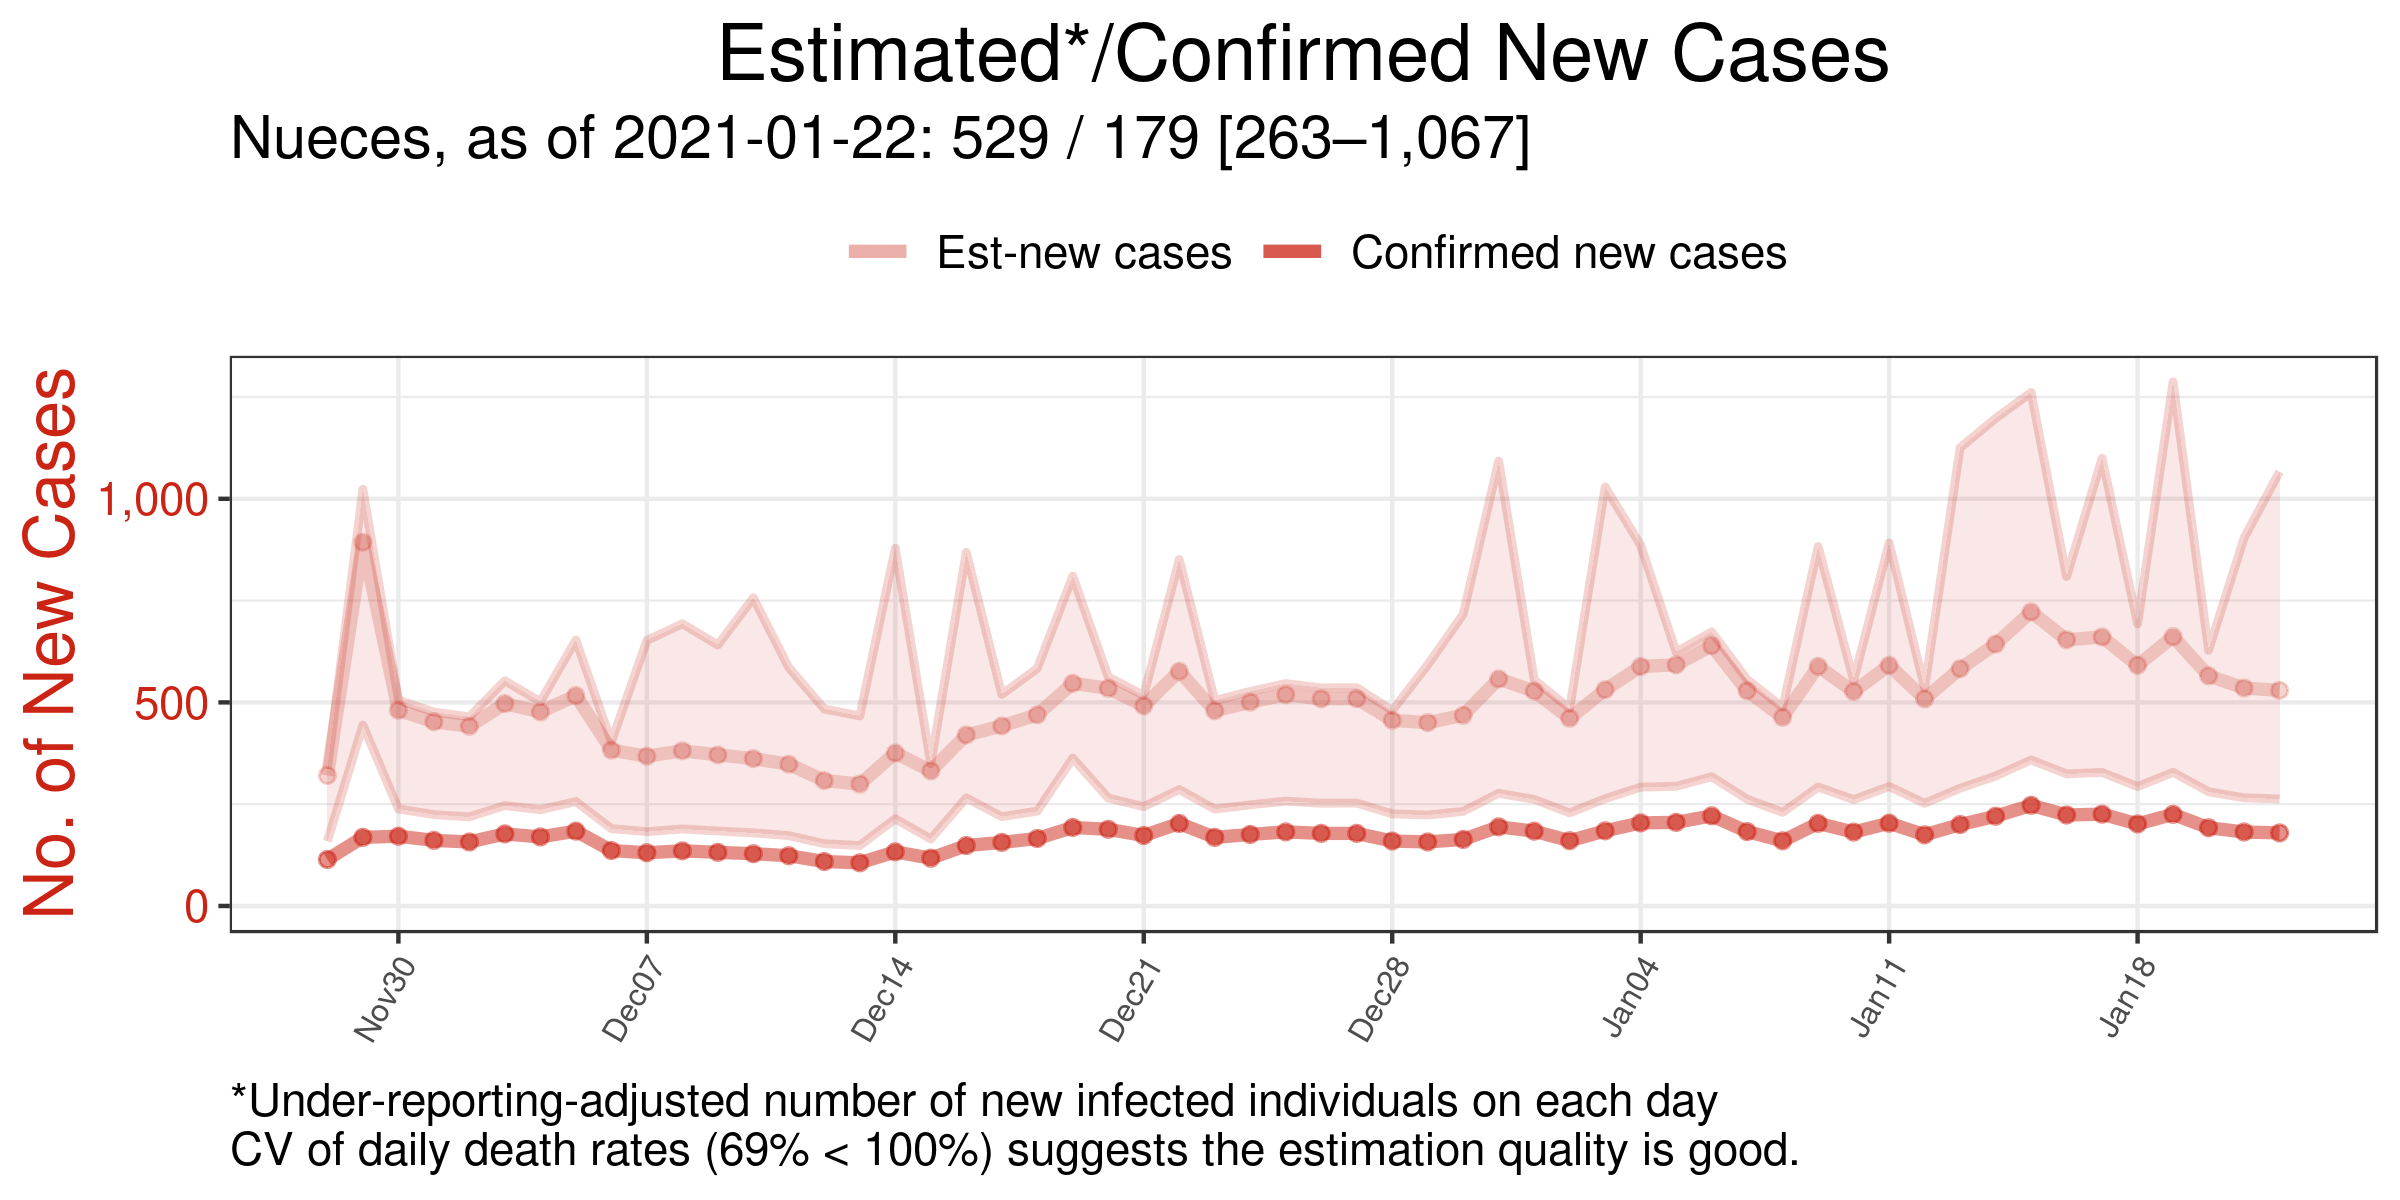 Estimated*/Confirmed New Cases
Nueces, as of 2021-01-22: 529 / 179 [263–1,067]
Est-new cases
Confirmed new cases
No. of New Cases
1,000
500
0
Nov30
Dec07
Dec14
Dec21
Dec28
Jan04
Jan11
Jan18
*Under-reporting-adjusted number of new infected individuals on each day
CV of daily death rates (69% < 100%) suggests the estimation quality is good.